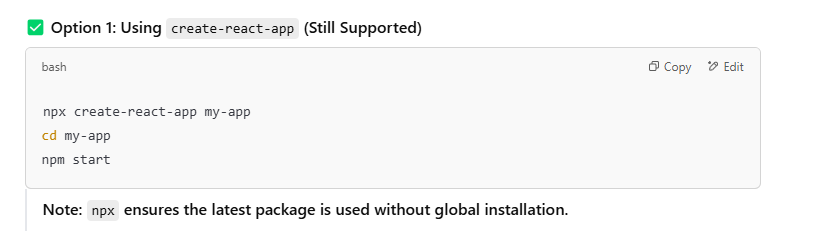 ✅ Option 1: Using create-react-app (Still Supported)
bash Copy Edit
npx create-react-app my-app
cd my-app
npm start
Note: npx ensures the latest package is used without global installation.